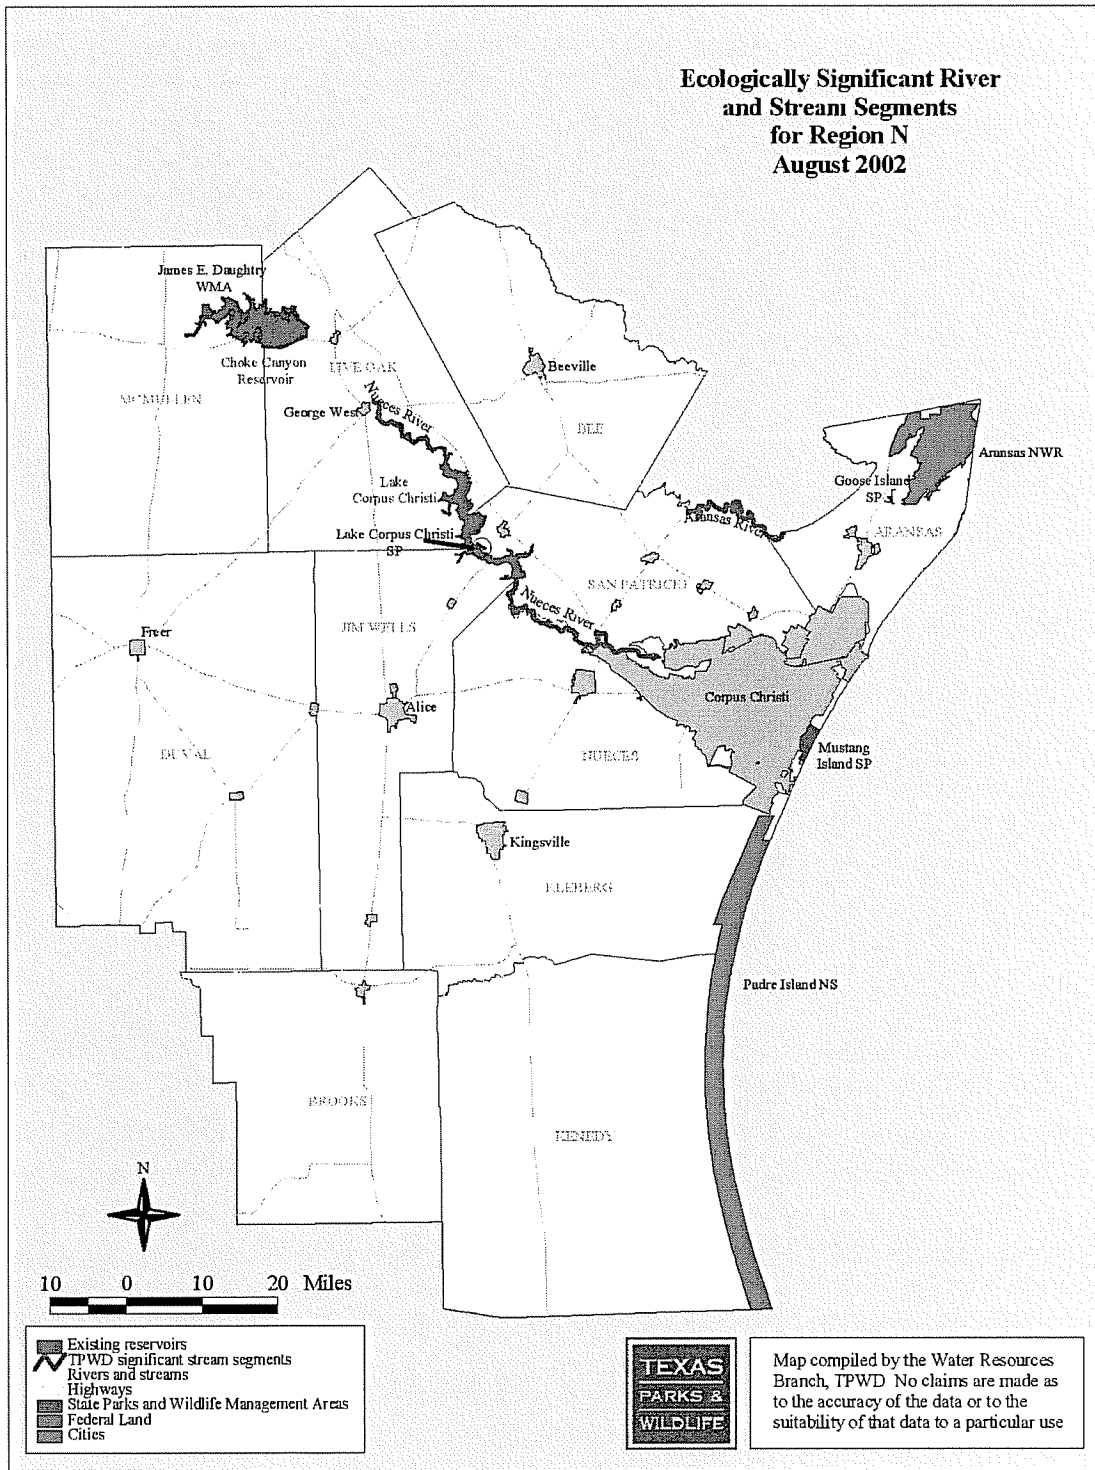 Ecologically Significant River
and Stream Segments
for Region N
August 2002
James E. Daughtry
WMA
Choke Canyon
Reservoir
LIVE OAK
MCMULLEN
George West
Nueces River
Beeville
BEE
Lake
Corpus Christi
Lake Corpus Christi
SP
Aransas NWR
Goose Island
SP
Aransas River
ARANSAS
SAN PATRICIO
Nueces River
JIM WELLS
Freer
Alice
DUVAL
Corpus Christi
NUECES
Mustang
Island SP
Kingsville
KLEBERG
Padre Island NS
BROOKS
KENEDY
N
10 0 10 20 Miles
Existing reservoirs
TPWD significant stream segments
Rivers and streams
Highways
State Parks and Wildlife Management Areas
Federal Land
Cities
TEXAS
PARKS &
WILDLIFE
Map compiled by the Water Resources
Branch, TPWD No claims are made as
to the accuracy of the data or to the
suitability of that data to a particular use